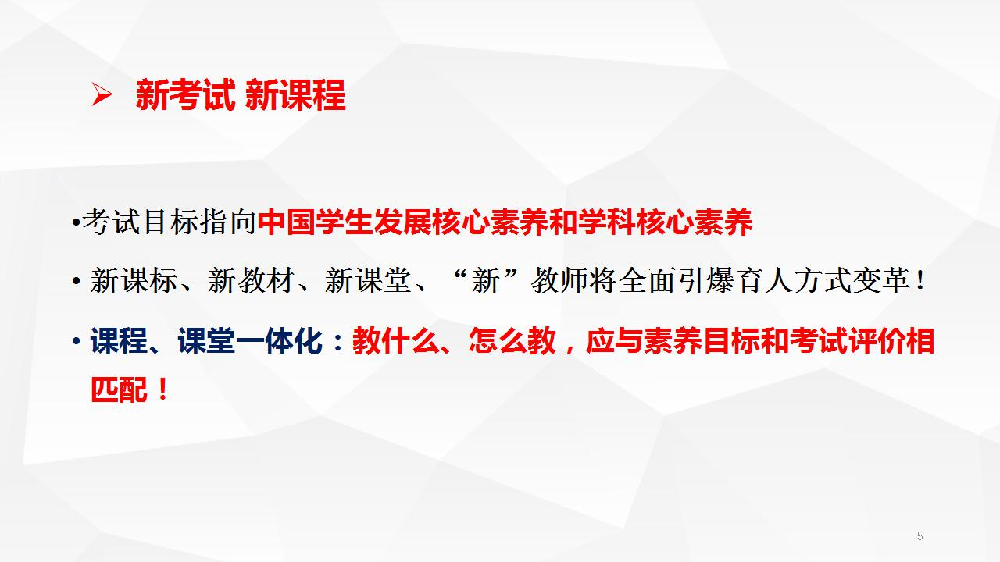 ➢ 新考试 新课程
•考试目标指向中国学生发展核心素养和学科核心素养
• 新课标、新教材、新课堂、“新”教师将全面引爆育人方式变革！
• 课程、课堂一体化：教什么、怎么教，应与素养目标和考试评价相
匹配！
5